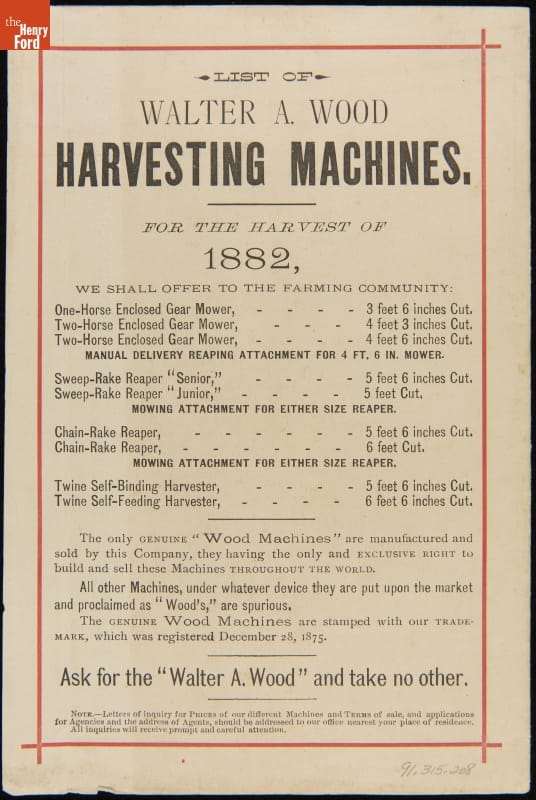 the
Henry
Ford
LIST OF
WALTER A. WOOD
HARVESTING MACHINES.
FOR THE HARVEST OF
1882,
WE SHALL OFFER TO THE FARMING COMMUNITY:
One-Horse Enclosed Gear Mower, - - - - 3 feet 6 inches Cut.
Two-Horse Enclosed Gear Mower, - - - 4 feet 3 inches Cut.
Two-Horse Enclosed Gear Mower, - - - - 4 feet 6 inches Cut.
MANUAL DELIVERY REAPING ATTACHMENT FOR 4 FT. 6 IN. MOWER.
Sweep-Rake Reaper "Senior," - - - - 5 feet 6 inches Cut.
Sweep-Rake Reaper "Junior," - - - - - 5 feet Cut.
MOWING ATTACHMENT FOR EITHER SIZE REAPER.
Chain-Rake Reaper, - - - - - - 5 feet 6 inches Cut.
Chain-Rake Reaper, - - - - - - 6 feet Cut.
MOWING ATTACHMENT FOR EITHER SIZE REAPER.
Twine Self-Binding Harvester, - - - - 5 feet 6 inches Cut.
Twine Self-Feeding Harvester, - - - - 6 feet 6 inches Cut.
The only GENUINE "Wood Machines" are manufactured and
sold by this Company, they having the only and EXCLUSIVE RIGHT to
build and sell these Machines THROUGHOUT THE WORLD.
All other Machines, under whatever device they are put upon the market
and proclaimed as "Wood's," are spurious.
The GENUINE Wood Machines are stamped with our TRADE-
MARK, which was registered December 28, 1875.
Ask for the "Walter A. Wood" and take no other.
NOTE.—Letters of inquiry for PRICES of our different Machines and TERMS of sale, and applications
for Agencies and the address of Agents, should be addressed to our office nearest your place of residence.
All inquiries will receive prompt and careful attention.
91.315.208